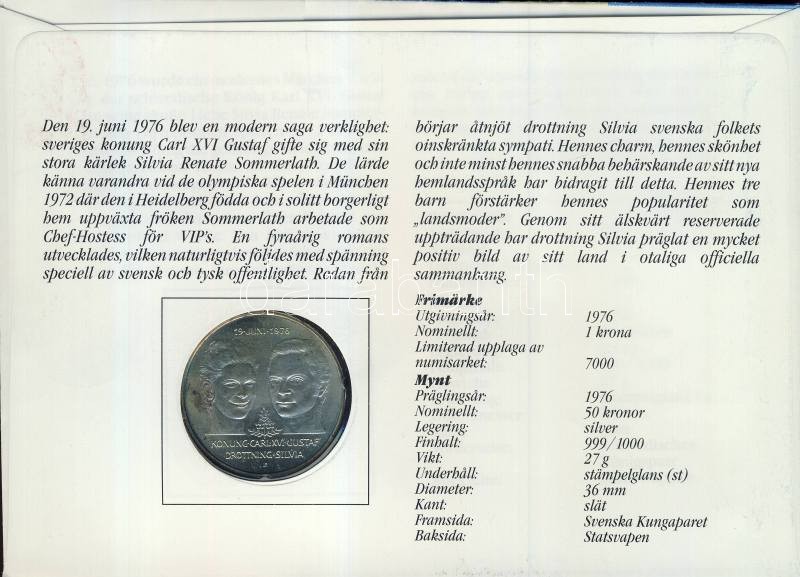 Den 19. juni 1976 blev en modern saga verklighet:
sveriges konung Carl XVI Gustaf gifte sig med sin
stora kärlek Silvia Renate Sommerlath. De lärde
känna varandra vid de olympiska spelen i München
1972 där den i Heidelberg födda och i solitt borgerligt
hem uppväxta fröken Sommerlath arbetade som
Chef-Hostess för VIP's. En fyraårig romans
utvecklades, vilken naturligtvis följdes med spänning
speciell av svensk och tysk offentlighet. Redan från
börjar åtnjöt drottning Silvia svenska folkets
oinskränkta sympati. Hennes charm, hennes skönhet
och inte minst hennes snabba behärskande av sitt nya
hemlandsspråk har bidragit till detta. Hennes tre
barn förstärker hennes popularitet som
„landsmoder”. Genom sitt älskvärt reserverade
uppträdande har drottning Silvia präglat en mycket
positiv bild av sitt land i otaliga officiella
sammankang.
Frimärke
Utgivningsår: 1976
Nominellt: 1 krona
Limiterad upplaga av
numisarket: 7000
Mynt
Präglingsår: 1976
Nominellt: 50 kronor
Legering: silver
Finhalt: 999/1000
Vikt: 27 g
Underhåll: stämpelglans (st)
Diameter: 36 mm
Kant: slät
Framsida: Svenska Kungaparet
Baksida: Statsvapen
19·JUNI·1976
KONUNG·CARL·XVI·GUSTAF
DROTTNING·SILVIA
darabanth